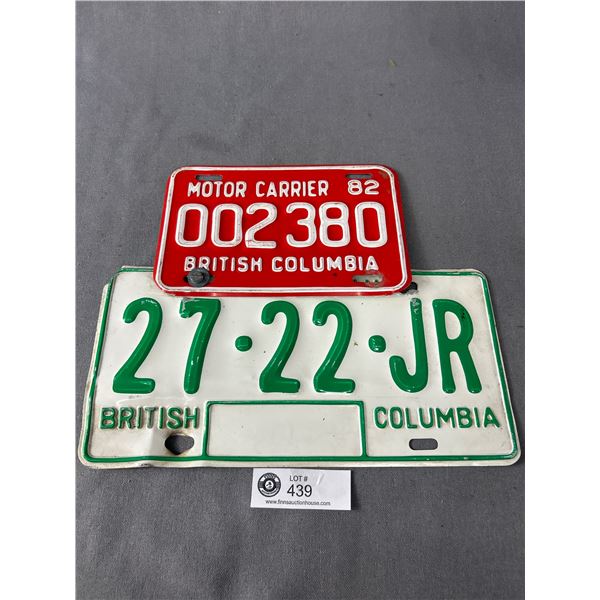 MOTOR CARRIER 82
002380
BRITISH COLUMBIA
27·22·JR
BRITISH COLUMBIA
LOT #
439
www.finnsauctionhouse.com